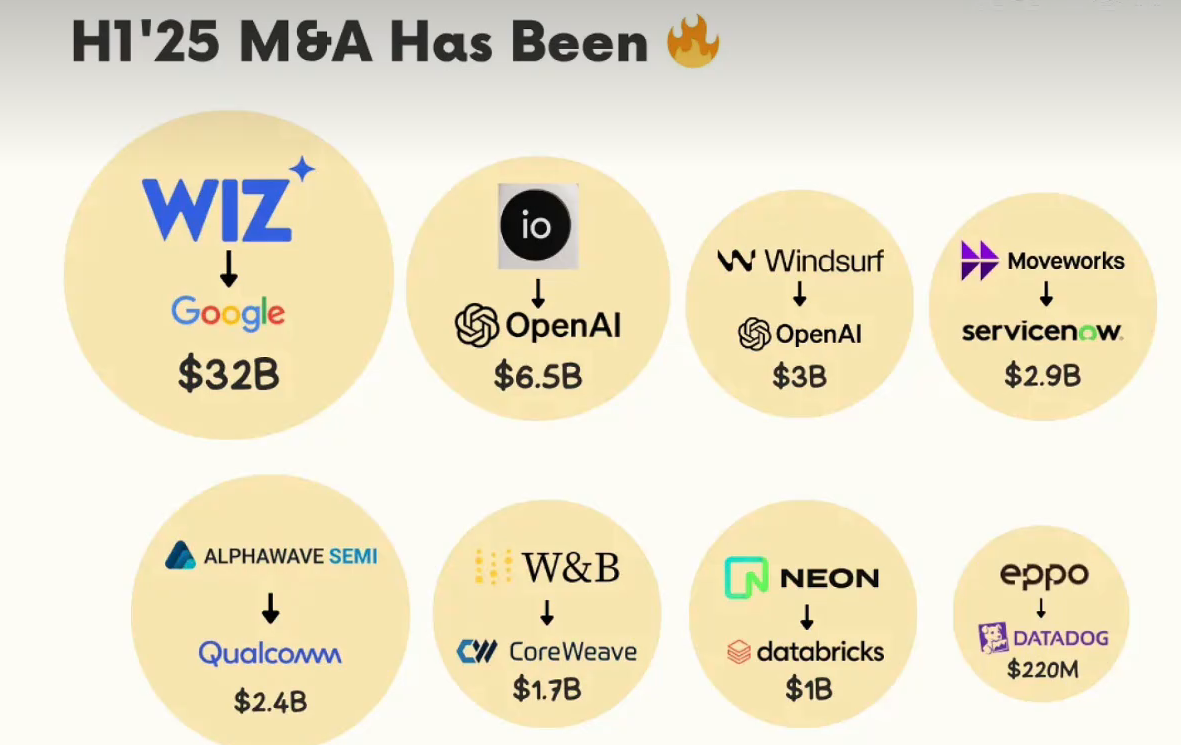 H1'25 M&A Has Been 🔥
WIZ
Google
$32B
io
OpenAI
$6.5B
Windsurf
OpenAI
$3B
Moveworks
servicenow.
$2.9B
ALPHAWAVE SEMI
Qualcomm
$2.4B
W&B
CoreWeave
$1.7B
NEON
databricks
$1B
eppo
DATADOG
$220M